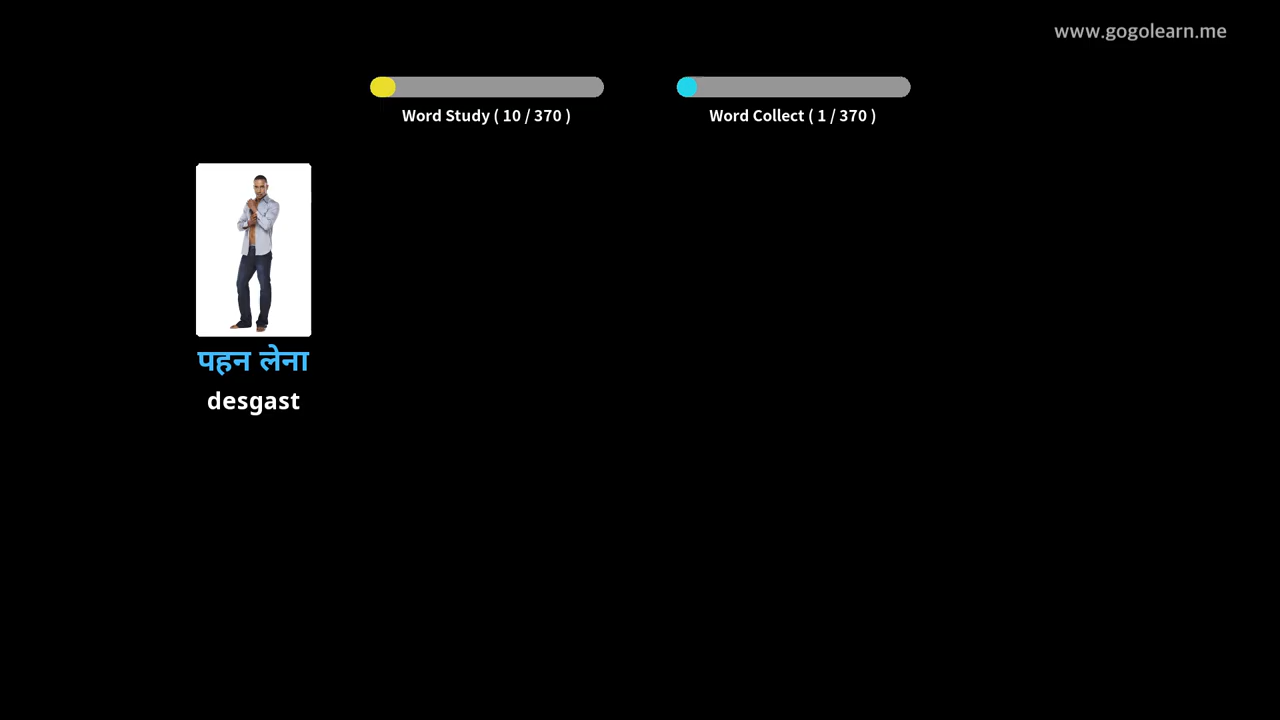 www.gogolearn.me
Word Study ( 10 / 370 )
Word Collect ( 1 / 370 )
पहन लेना
desgast